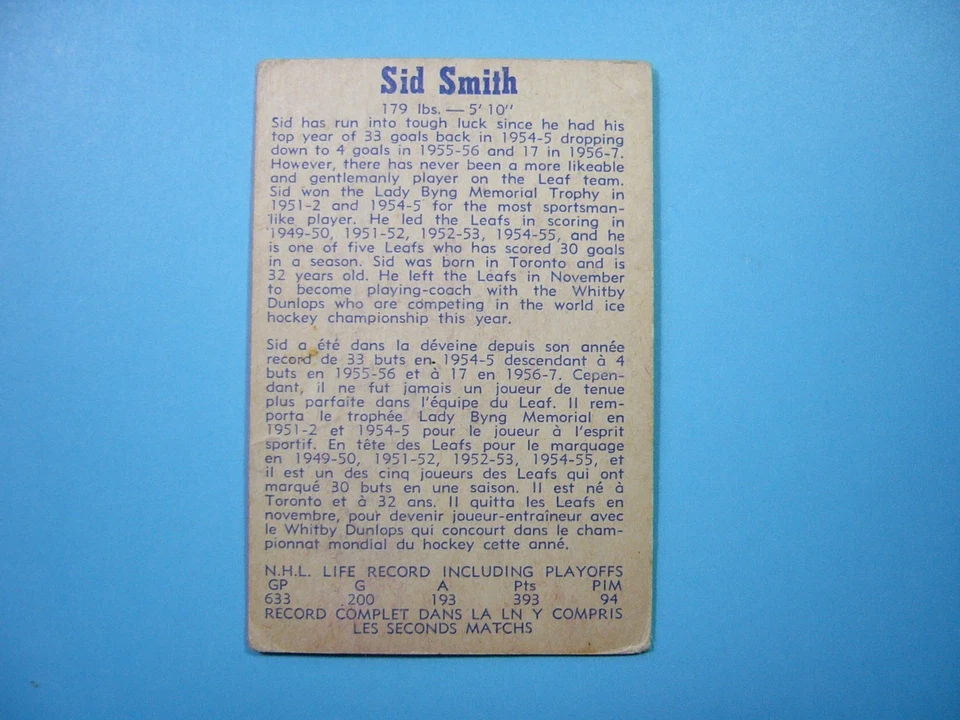 Sid Smith
179 lbs. — 5' 10"
Sid has run into tough luck since he had his
top year of 33 goals back in 1954-5 dropping
down to 4 goals in 1955-56 and 17 in 1956-7.
However, there has never been a more likeable
and gentlemanly player on the Leaf team.
Sid won the Lady Byng Memorial Trophy in
1951-2 and 1954-5 for the most sportsman-
like player. He led the Leafs in scoring in
1949-50, 1951-52, 1952-53, 1954-55, and he
is one of five Leafs who has scored 30 goals
in a season. Sid was born in Toronto and is
32 years old. He left the Leafs in November
to become playing-coach with the Whitby
Dunlops who are competing in the world ice
hockey championship this year.
Sid a été dans la déveine depuis son année
record de 33 buts en 1954-5 descendant à 4
buts en 1955-56 et à 17 en 1956-7. Cepen-
dant, il ne fut jamais un joueur de tenue
plus parfaite dans l'équipe du Leaf. Il rem-
porta le trophée Lady Byng Memorial en
1951-2 et 1954-5 pour le joueur à l'esprit
sportif. En tête des Leafs pour le marquage
en 1949-50, 1951-52, 1952-53, 1954-55, et
il est un des cinq joueurs des Leafs qui ont
marqué 30 buts en une saison. Il est né à
Toronto et à 32 ans. Il quitta les Leafs en
novembre, pour devenir joueur-entraineur avec
le Whitby Dunlops qui concourt dans le cham-
pionnat mondial du hockey cette anné.
N.H.L. LIFE RECORD INCLUDING PLAYOFFS
GP G A Pts PIM
633 200 193 393 94
RECORD COMPLET DANS LA LN Y COMPRIS
LES SECONDS MATCHS